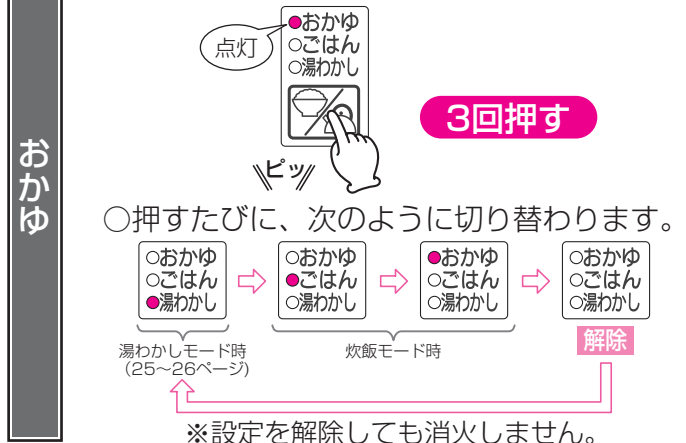 おかゆ
点灯
●おかゆ
○ごはん
○湯わかし
3回押す
ピッ
○押すたびに、次のように切り替わります。
○おかゆ
○ごはん
●湯わかし
○おかゆ
●ごはん
○湯わかし
●おかゆ
○ごはん
○湯わかし
○おかゆ
○ごはん
○湯わかし
湯わかしモード時
（25～26ページ）
炊飯モード時
解除
※設定を解除しても消火しません。